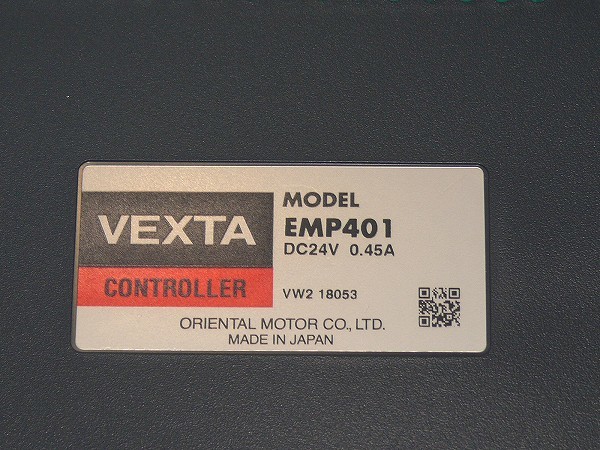 VEXTA
CONTROLLER
MODEL
EMP401
DC24V 0.45A
VW2 18053
ORIENTAL MOTOR CO., LTD.
MADE IN JAPAN